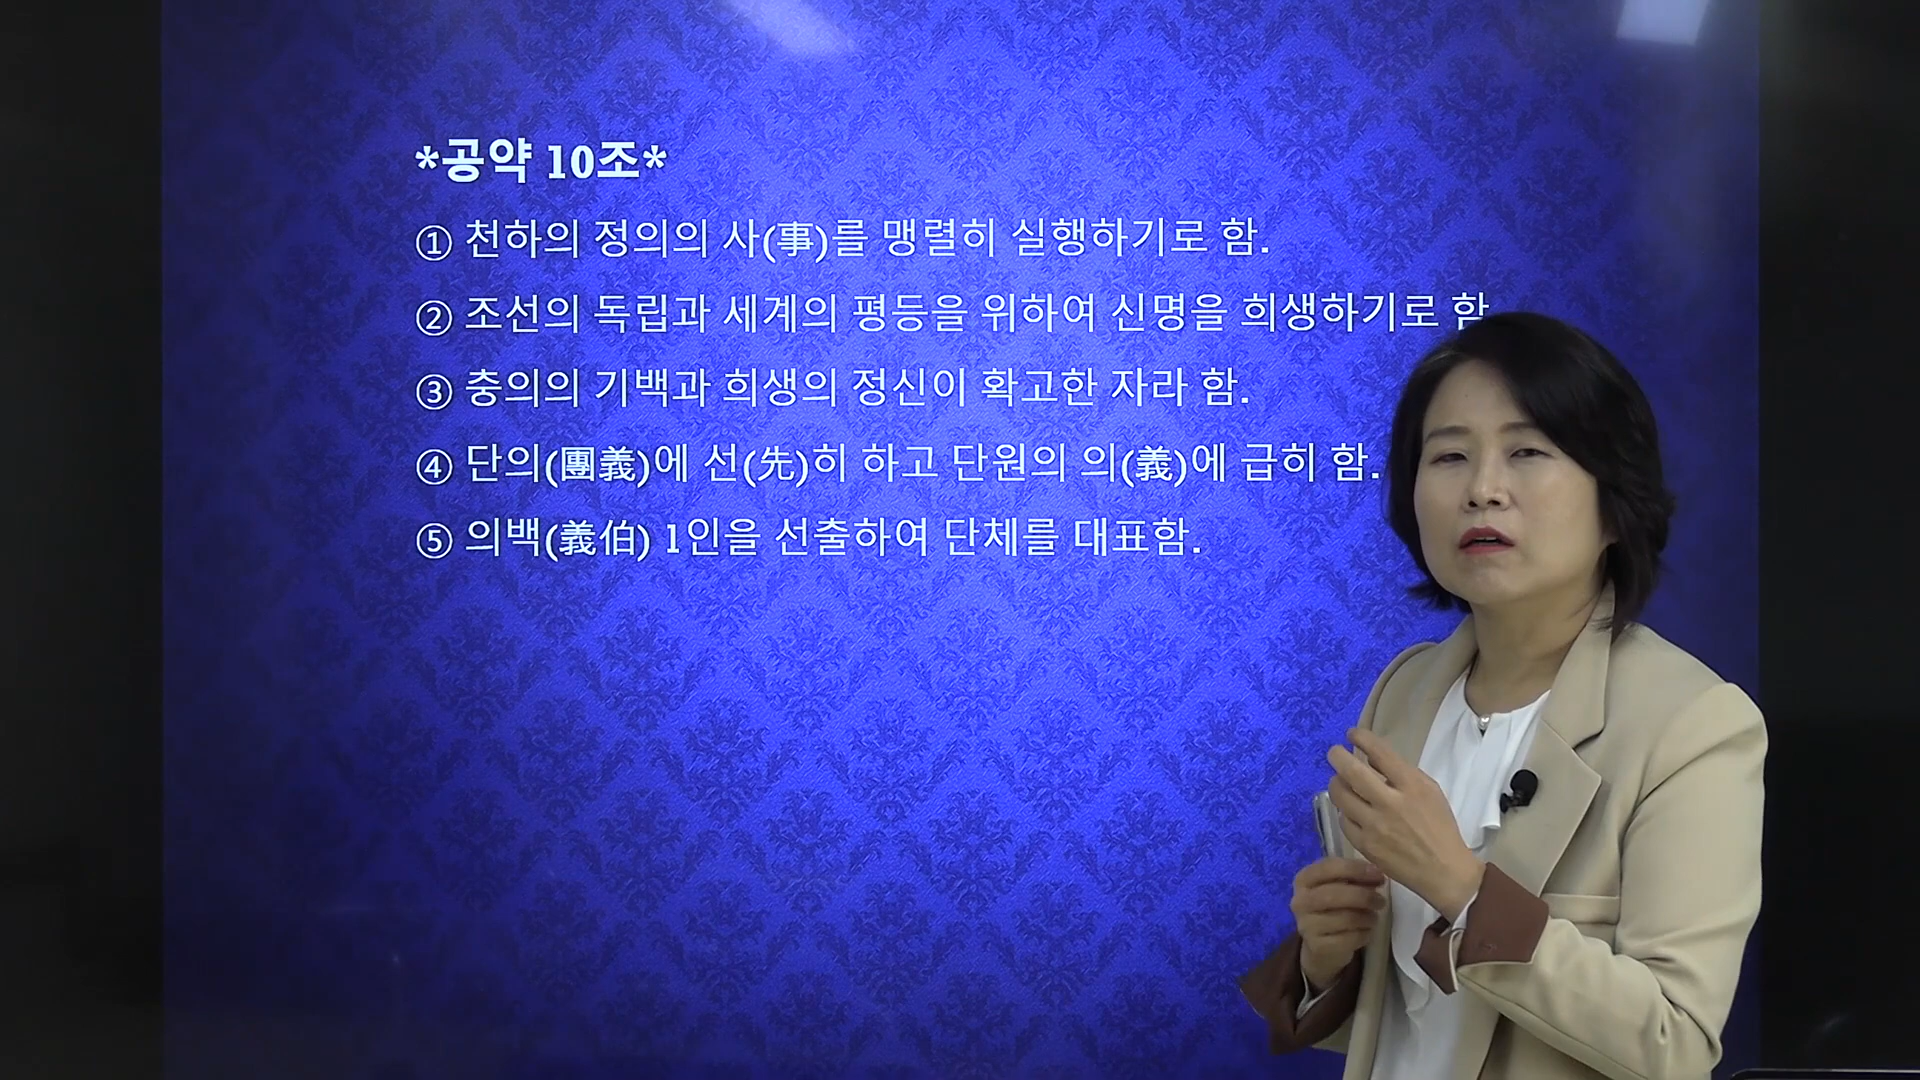 *공약 10조*
① 천하의 정의의 사(事)를 맹렬히 실행하기로 함.
② 조선의 독립과 세계의 평등을 위하여 신명을 희생하기로 함
③ 충의의 기백과 희생의 정신이 확고한 자라 함.
④ 단의(團義)에 선(先)히 하고 단원의 의(義)에 급히 함.
⑤ 의백(義伯) 1인을 선출하여 단체를 대표함.